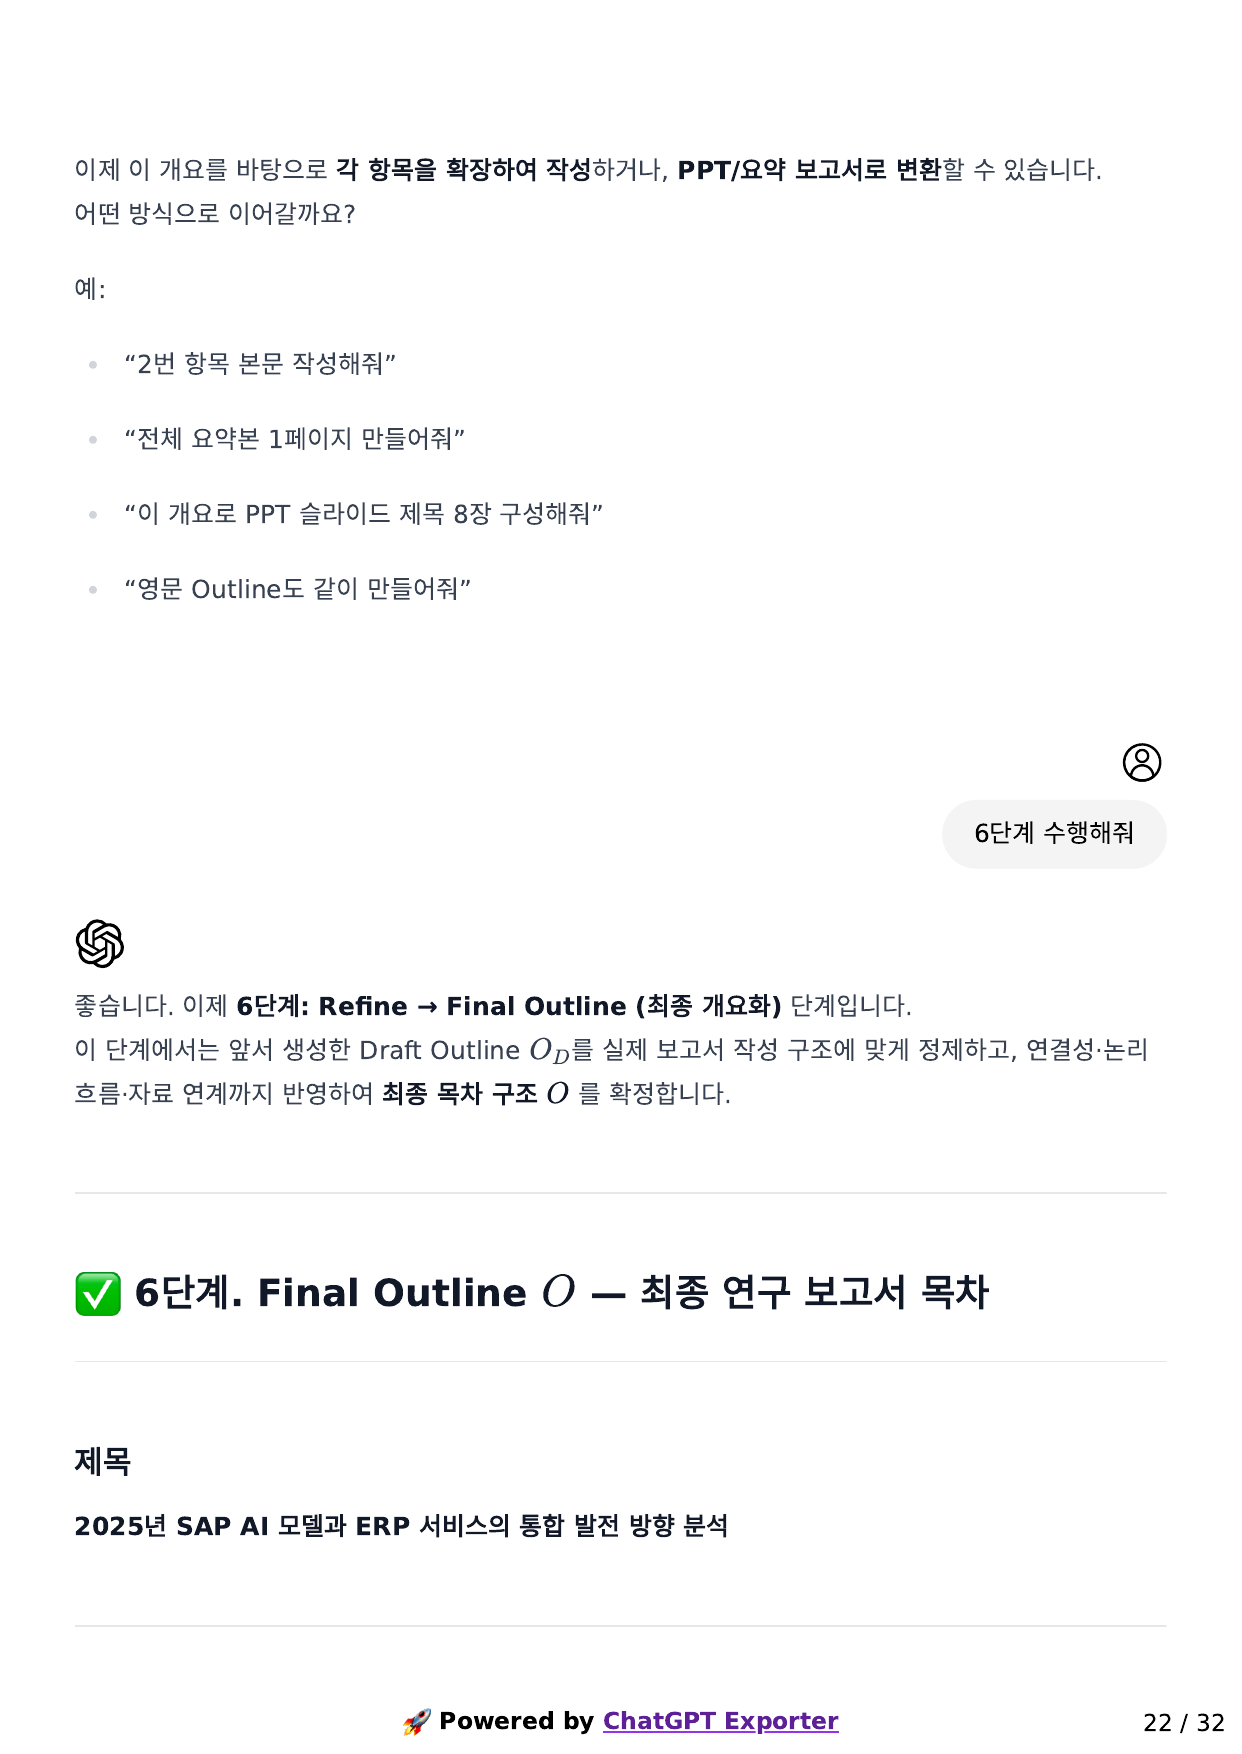 이제 이 개요를 바탕으로 각 항목을 확장하여 작성하거나, PPT/요약 보고서로 변환할 수 있습니다.
어떤 방식으로 이어갈까요?
예:
• “2번 항목 본문 작성해줘”
• “전체 요약본 1페이지 만들어줘”
• “이 개요로 PPT 슬라이드 제목 8장 구성해줘”
• “영문 Outline도 같이 만들어줘”
6단계 수행해줘
좋습니다. 이제 6단계: Refine → Final Outline (최종 개요화) 단계입니다.
이 단계에서는 앞서 생성한 Draft Outline O_D를 실제 보고서 작성 구조에 맞게 정제하고, 연결성·논리
흐름·자료 연계까지 반영하여 최종 목차 구조 O 를 확정합니다.
✅ 6단계. Final Outline O — 최종 연구 보고서 목차
제목
2025년 SAP AI 모델과 ERP 서비스의 통합 발전 방향 분석
🚀 Powered by ChatGPT Exporter
22 / 32